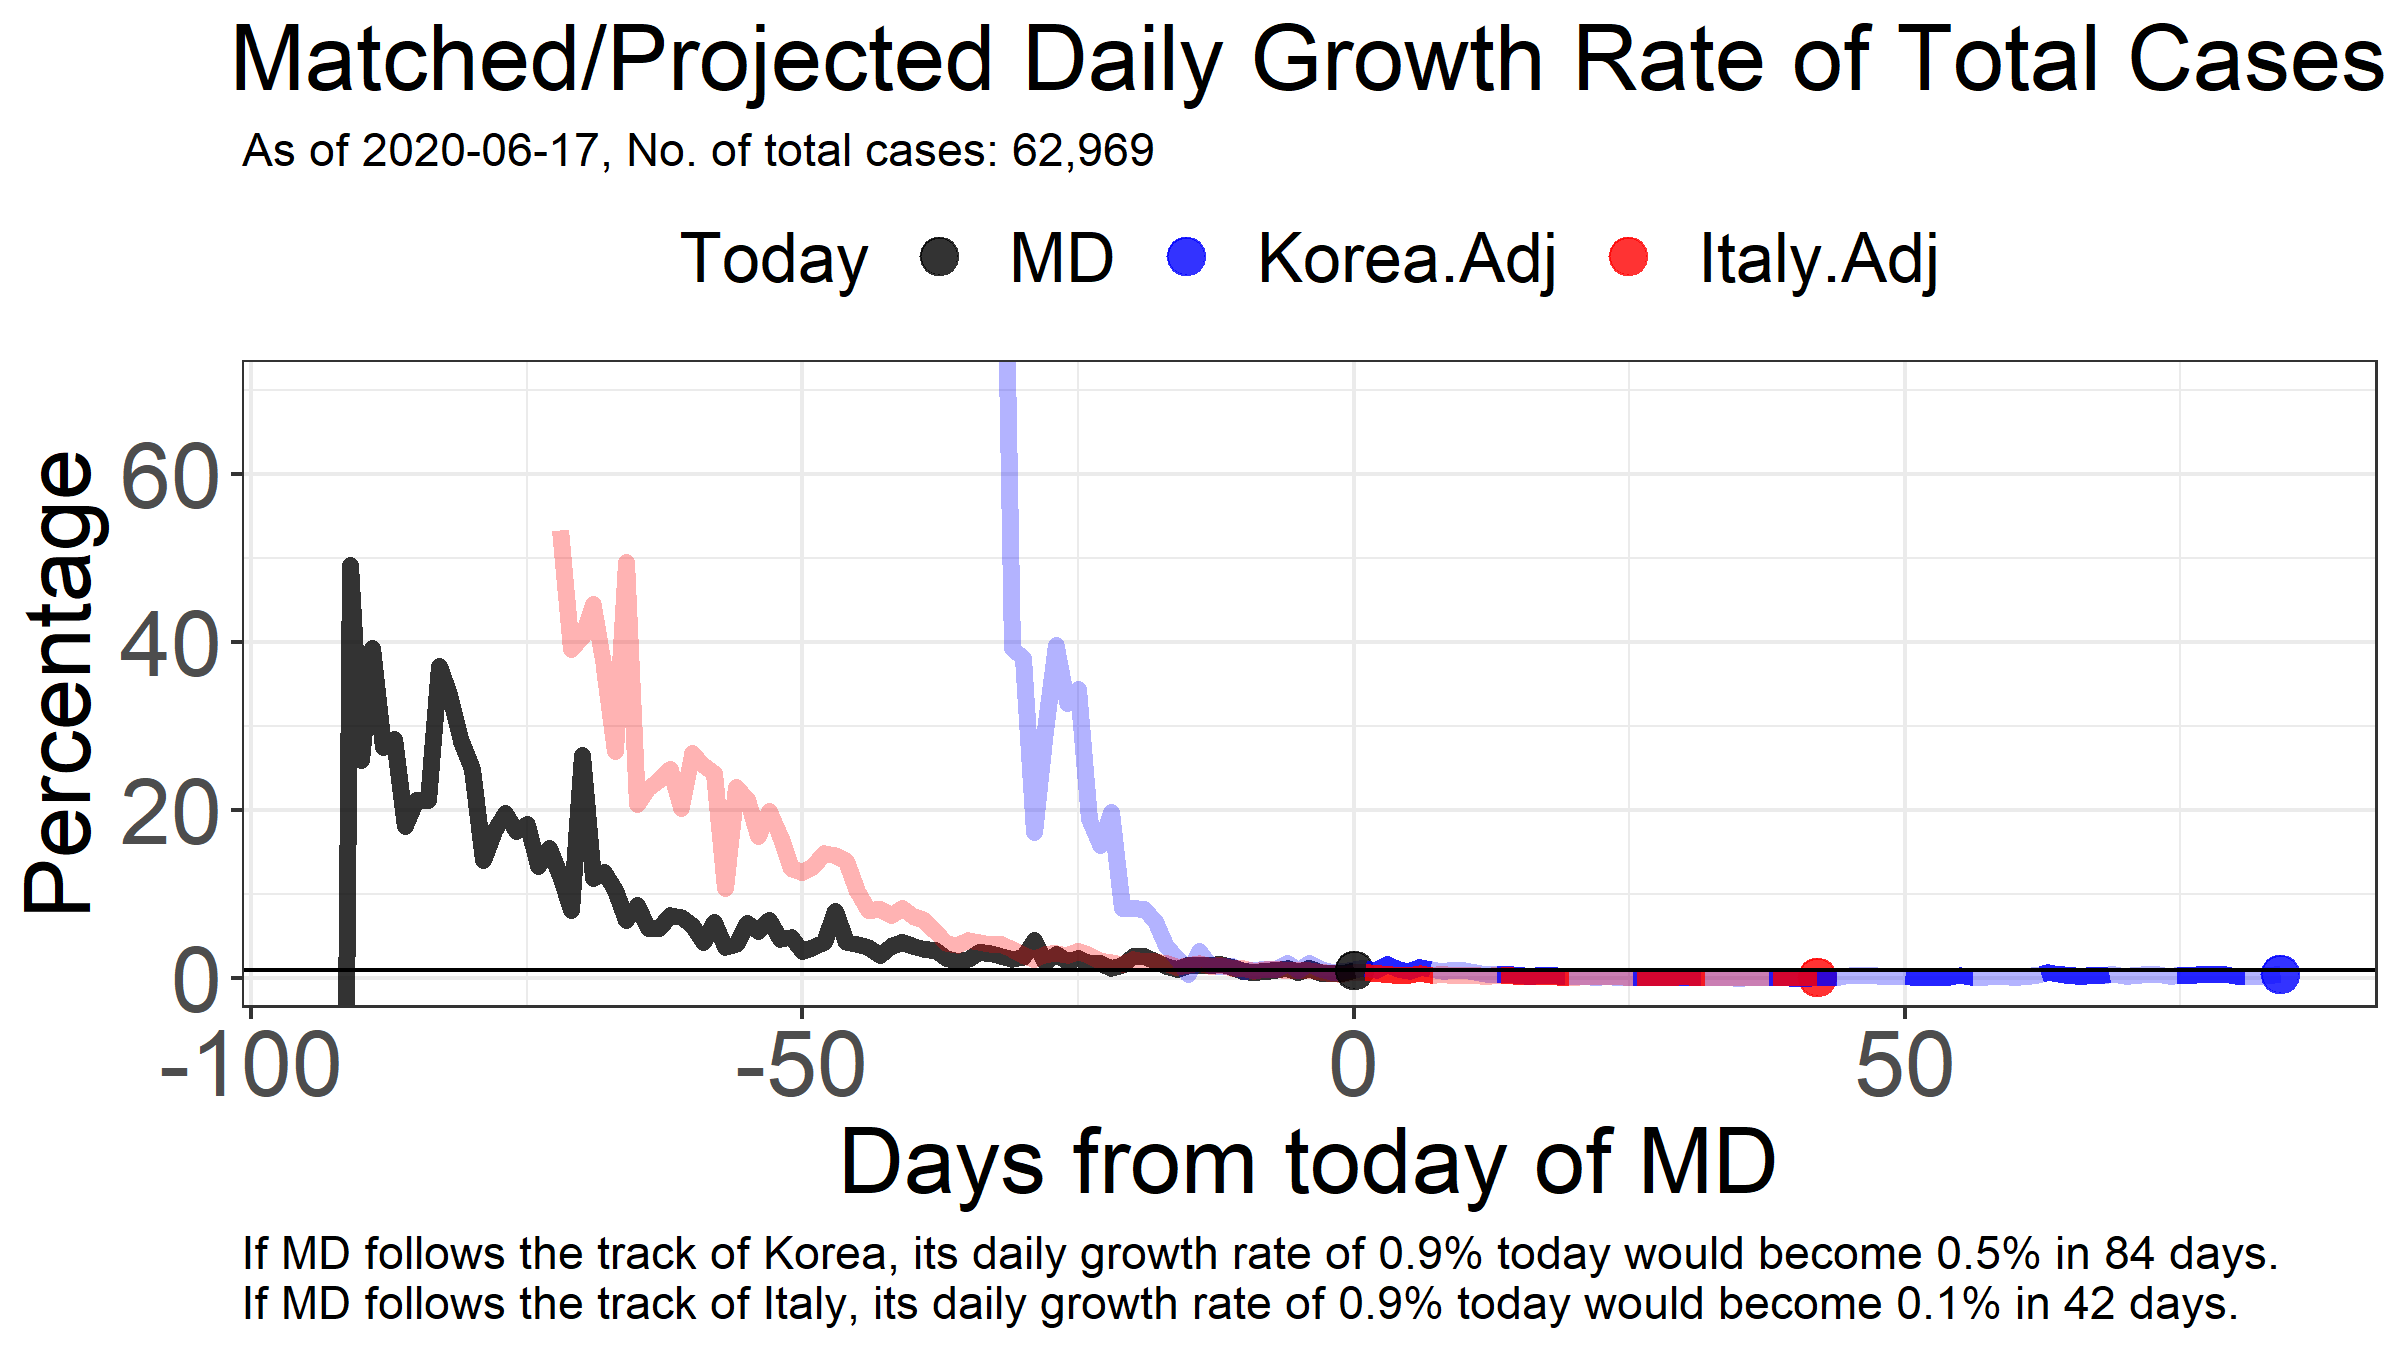 Matched/Projected Daily Growth Rate of Total Cases
As of 2020-06-17, No. of total cases: 62,969
Today MD Korea.Adj Italy.Adj
Percentage
60
40
20
0
-100 -50 0 50
Days from today of MD
If MD follows the track of Korea, its daily growth rate of 0.9% today would become 0.5% in 84 days.
If MD follows the track of Italy, its daily growth rate of 0.9% today would become 0.1% in 42 days.